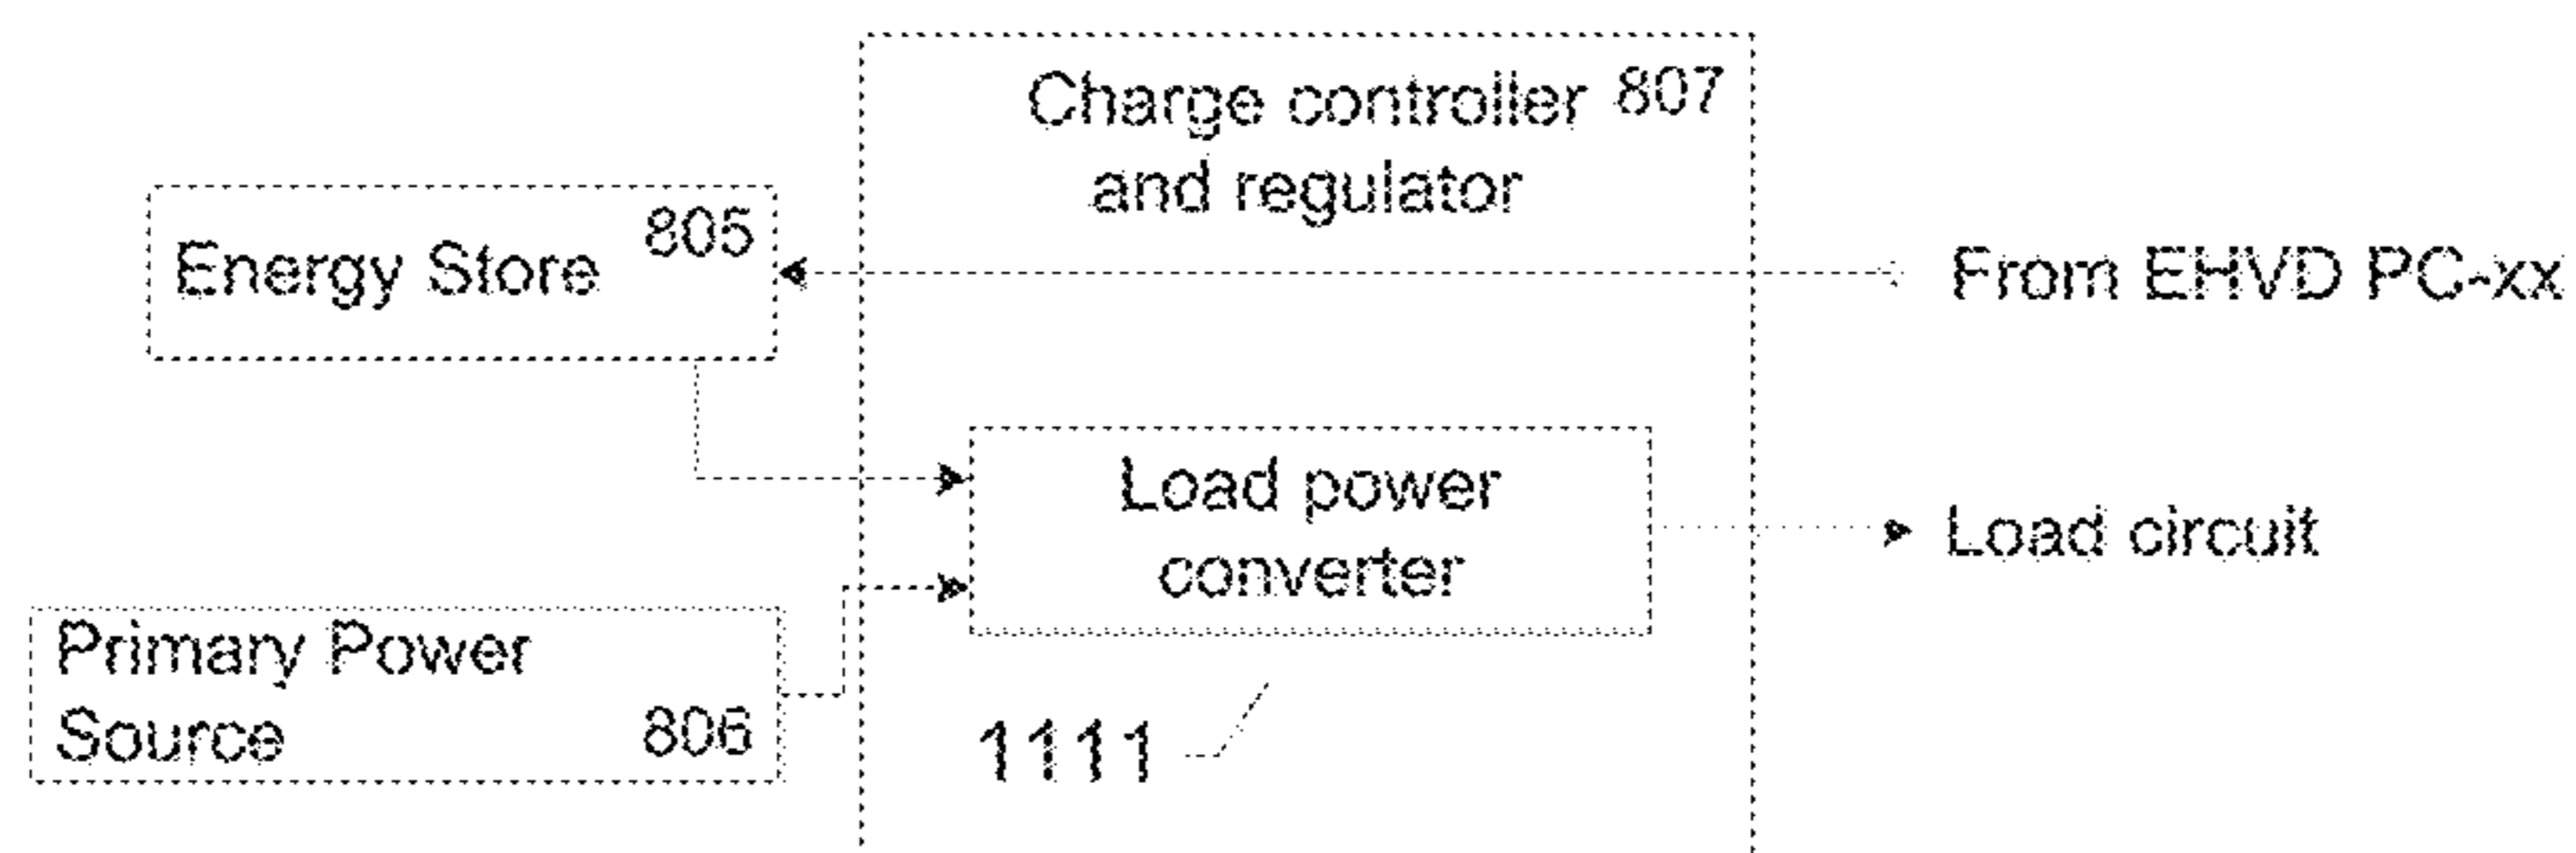 Charge controller 807
and regulator
Energy Store 805
From EHVD PC-xx
Load power
converter
Load circuit
Primary Power
Source 806
1111